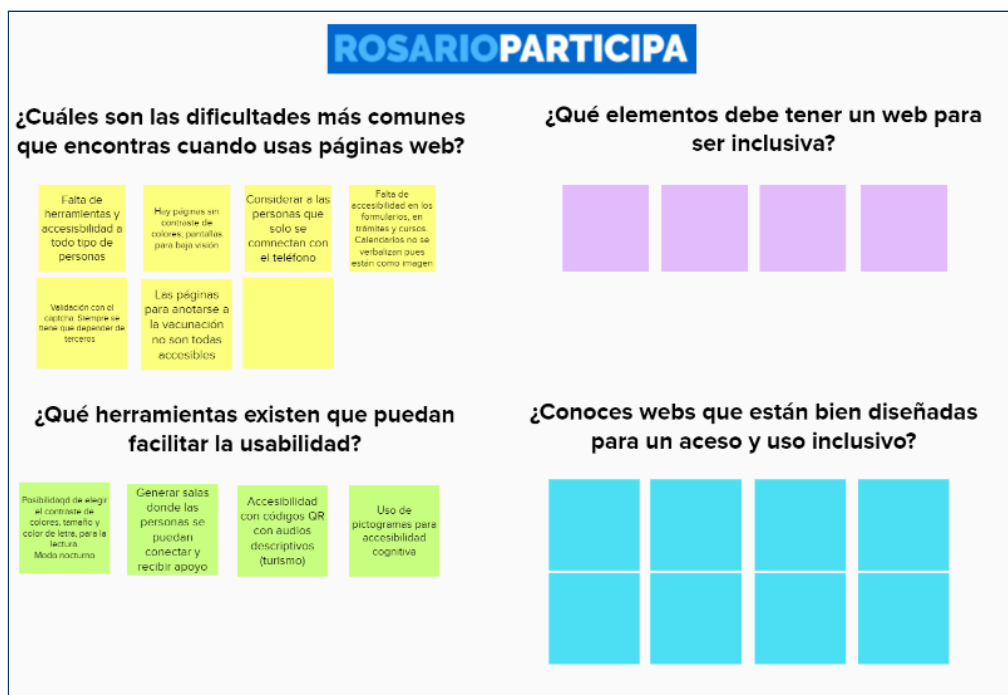 ROSARIOPARTICIPA
¿Cuáles son las dificultades más comunes
que encontras cuando usas páginas web?
Falta de
herramientas y
accesisbilidad a
todo tipo de
personas
Hay páginas sin
contraste de
colores, pantallas
para baja visión
Considerar a las
personas que
solo se
comnectan con
el teléfono
Falta de
accesibilidad en los
formularios, en
trámites y cursos.
Calendarios no se
verbalizan pues
están como imagen
Validación con el
captcha. Siempre se
tiene que depender de
terceros
Las páginas
para anotarse a
la vacunación
no son todas
accesibles
¿Qué elementos debe tener un web para
ser inclusiva?
¿Qué herramientas existen que puedan
facilitar la usabilidad?
Posibilidaqd de elegir
el contraste de
colores, tamaño y
color de letra, para la
lectura.
Modo nocturno
Generar salas
donde las
personas se
puedan
conectar y
recibir apoyo
Accesibilidad
con códigos QR
con audios
descriptivos
(turismo)
Uso de
pictogramas para
accesibilidad
cognitiva
¿Conoces webs que están bien diseñadas
para un aceso y uso inclusivo?